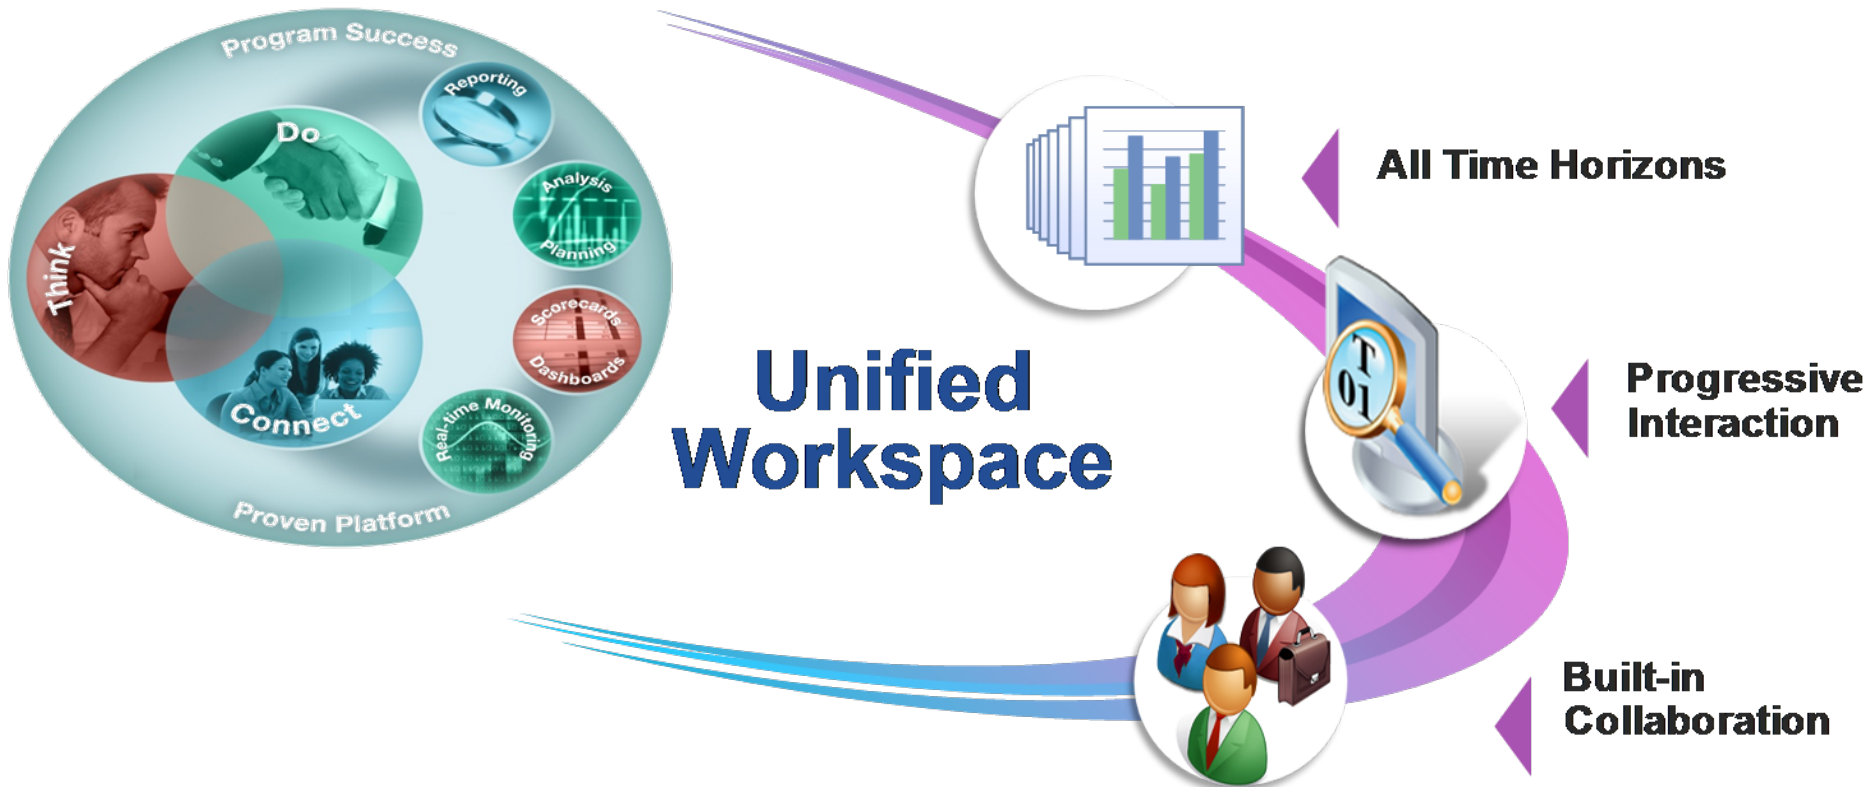 Program Success
Do
Think
Connect
Reporting
Analysis
Planning
Scorecards
Dashboards
Real-time Monitoring
Proven Platform
Unified
Workspace
All Time Horizons
T
01
Progressive
Interaction
Built-in
Collaboration